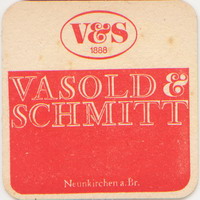 V&S
1888
VASOLD &
SCHMITT
Neunkirchen a. Br.